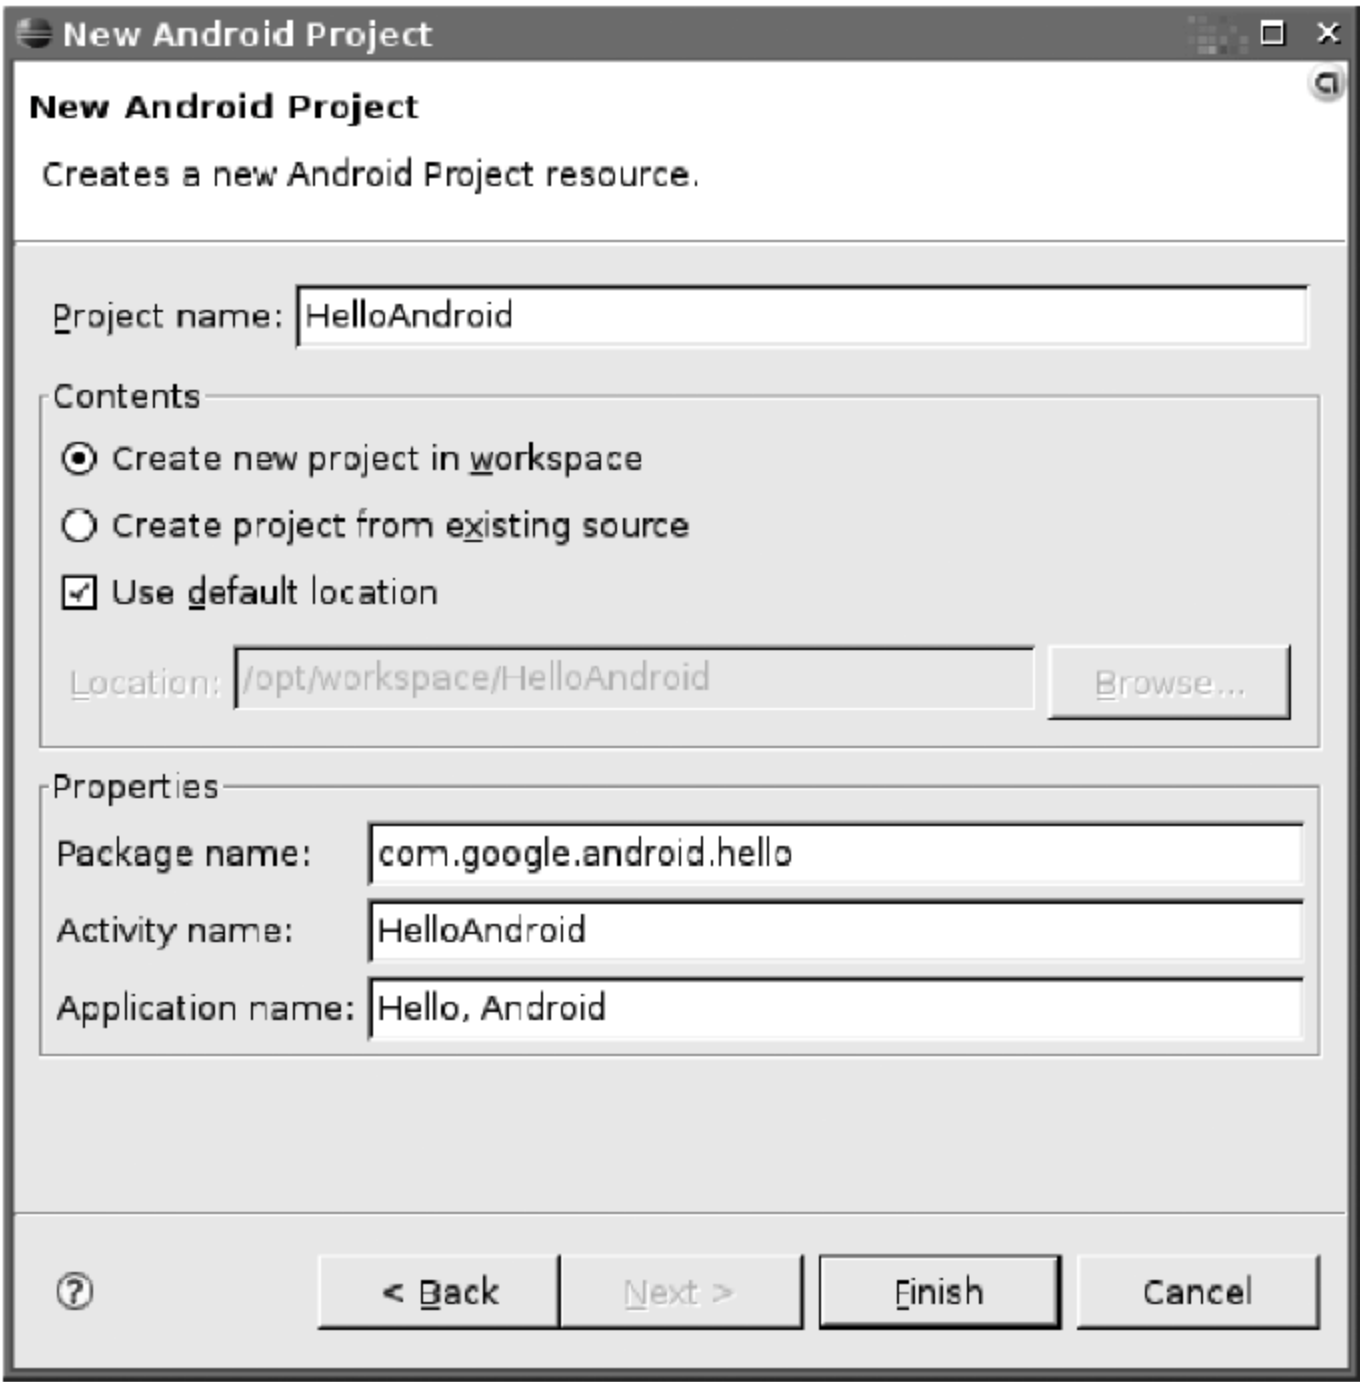 New Android Project
New Android Project
Creates a new Android Project resource.
Project name: HelloAndroid
Contents
Create new project in workspace
Create project from existing source
Use default location
Location: /opt/workspace/HelloAndroid Browse...
Properties
Package name: com.google.android.hello
Activity name: HelloAndroid
Application name: Hello, Android
? < Back Next > Finish Cancel